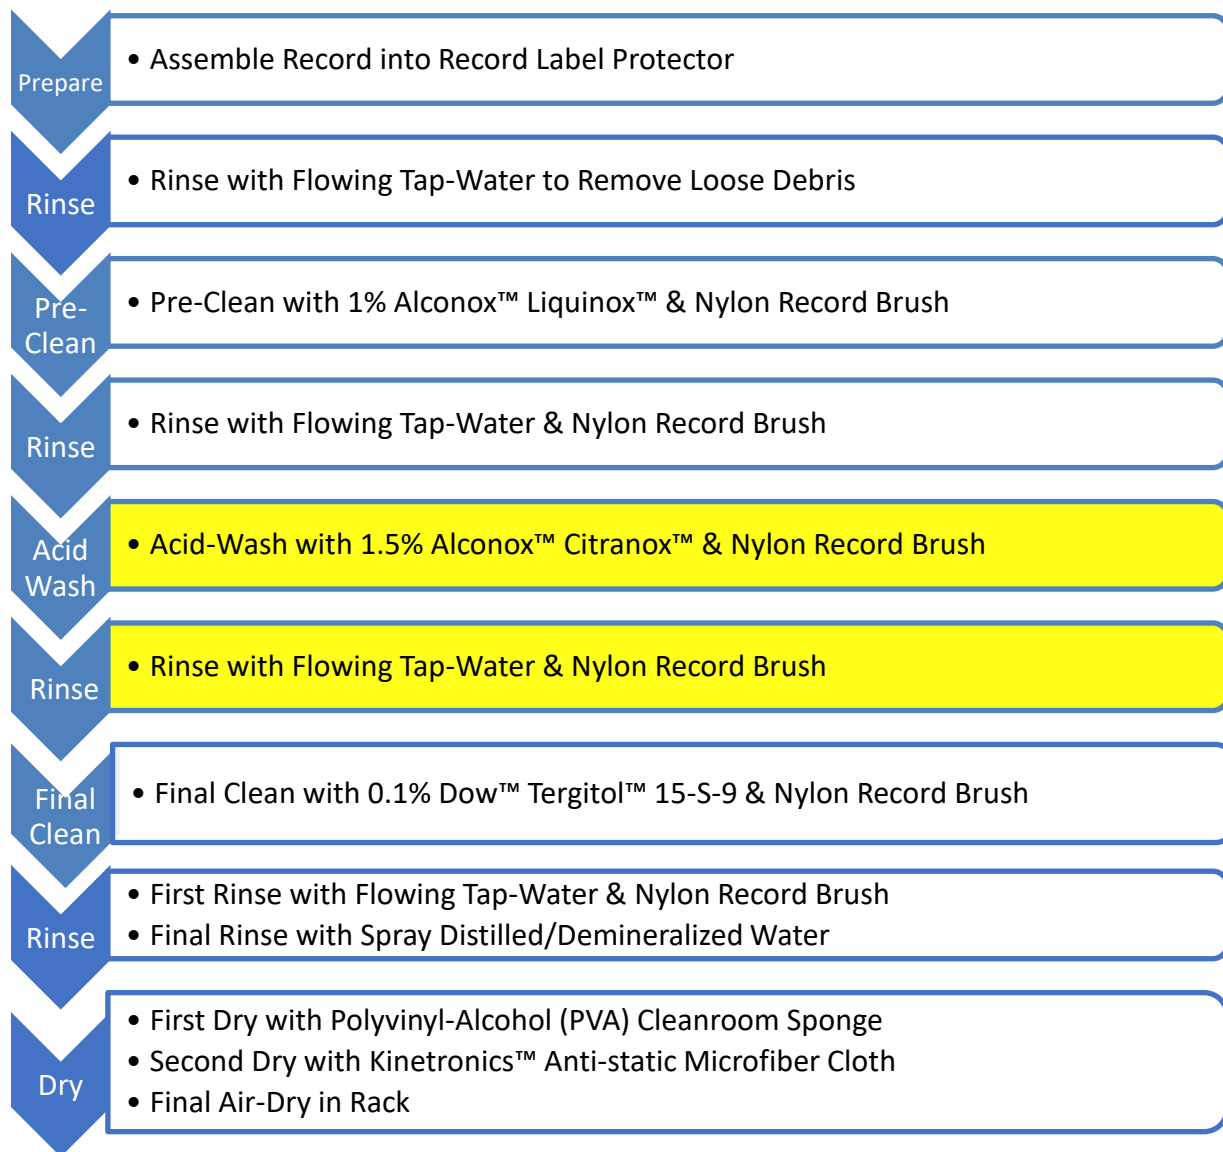 Prepare
• Assemble Record into Record Label Protector
Rinse
• Rinse with Flowing Tap-Water to Remove Loose Debris
Pre-
Clean
• Pre-Clean with 1% Alconox™ Liquinox™ & Nylon Record Brush
Rinse
• Rinse with Flowing Tap-Water & Nylon Record Brush
Acid
Wash
• Acid-Wash with 1.5% Alconox™ Citranox™ & Nylon Record Brush
Rinse
• Rinse with Flowing Tap-Water & Nylon Record Brush
Final
Clean
• Final Clean with 0.1% Dow™ Tergitol™ 15-S-9 & Nylon Record Brush
Rinse
• First Rinse with Flowing Tap-Water & Nylon Record Brush
• Final Rinse with Spray Distilled/Demineralized Water
Dry
• First Dry with Polyvinyl-Alcohol (PVA) Cleanroom Sponge
• Second Dry with Kinetronics™ Anti-static Microfiber Cloth
• Final Air-Dry in Rack